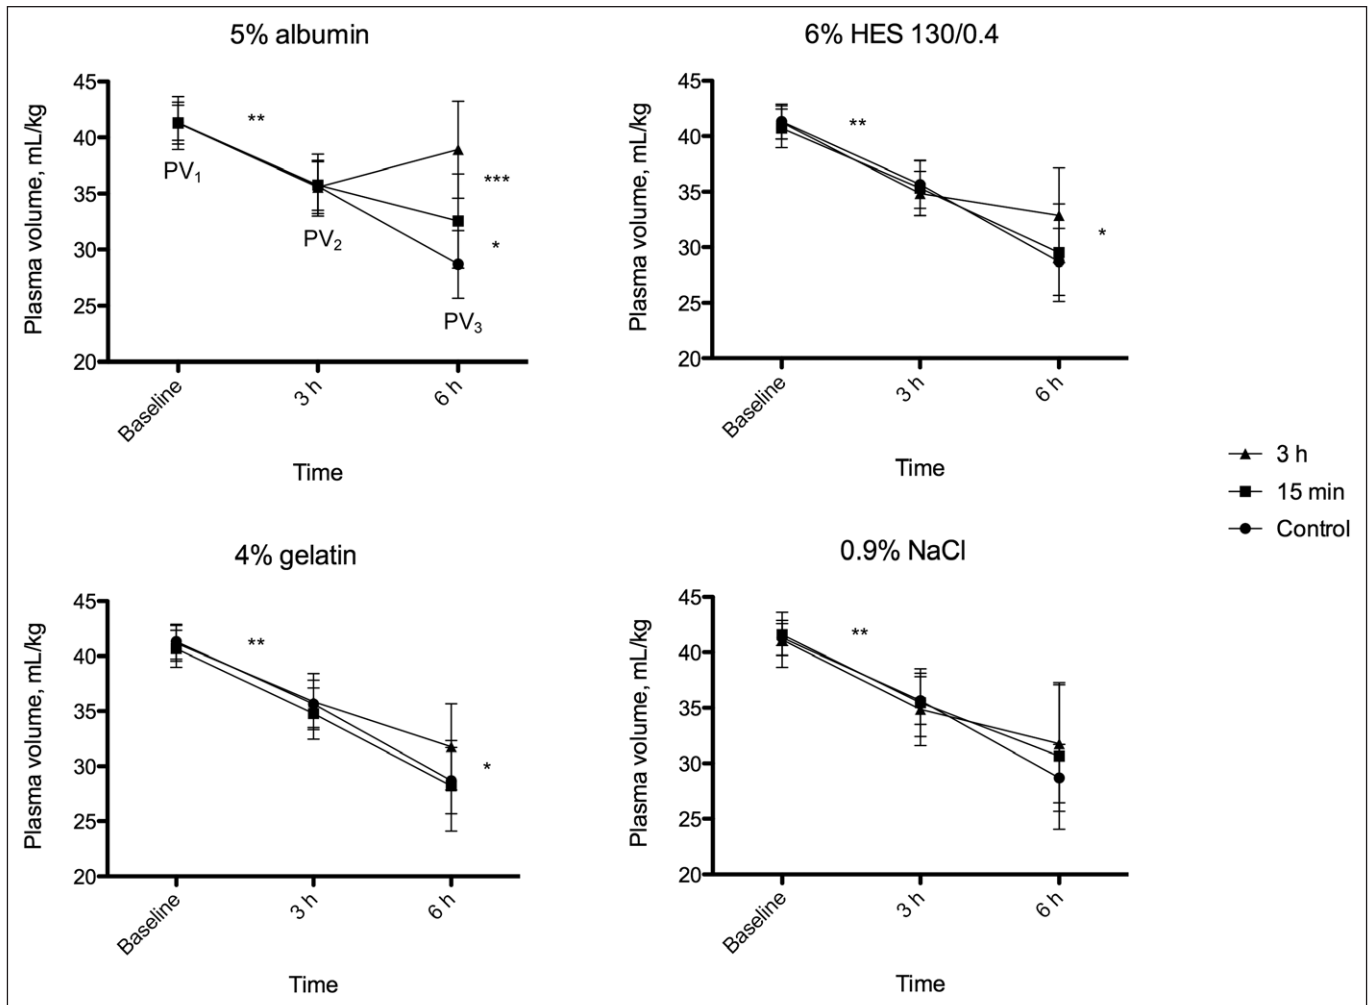 5% albumin
Plasma volume, mL/kg
45
40
35
30
25
20
**
***
*
PV₁
PV₂
PV₃
Baseline
3 h
6 h
Time
6% HES 130/0.4
Plasma volume, mL/kg
45
40
35
30
25
20
**
*
Baseline
3 h
6 h
Time
3 h
15 min
Control
4% gelatin
Plasma volume, mL/kg
45
40
35
30
25
20
**
*
Baseline
3 h
6 h
Time
0.9% NaCl
Plasma volume, mL/kg
45
40
35
30
25
20
**
Baseline
3 h
6 h
Time